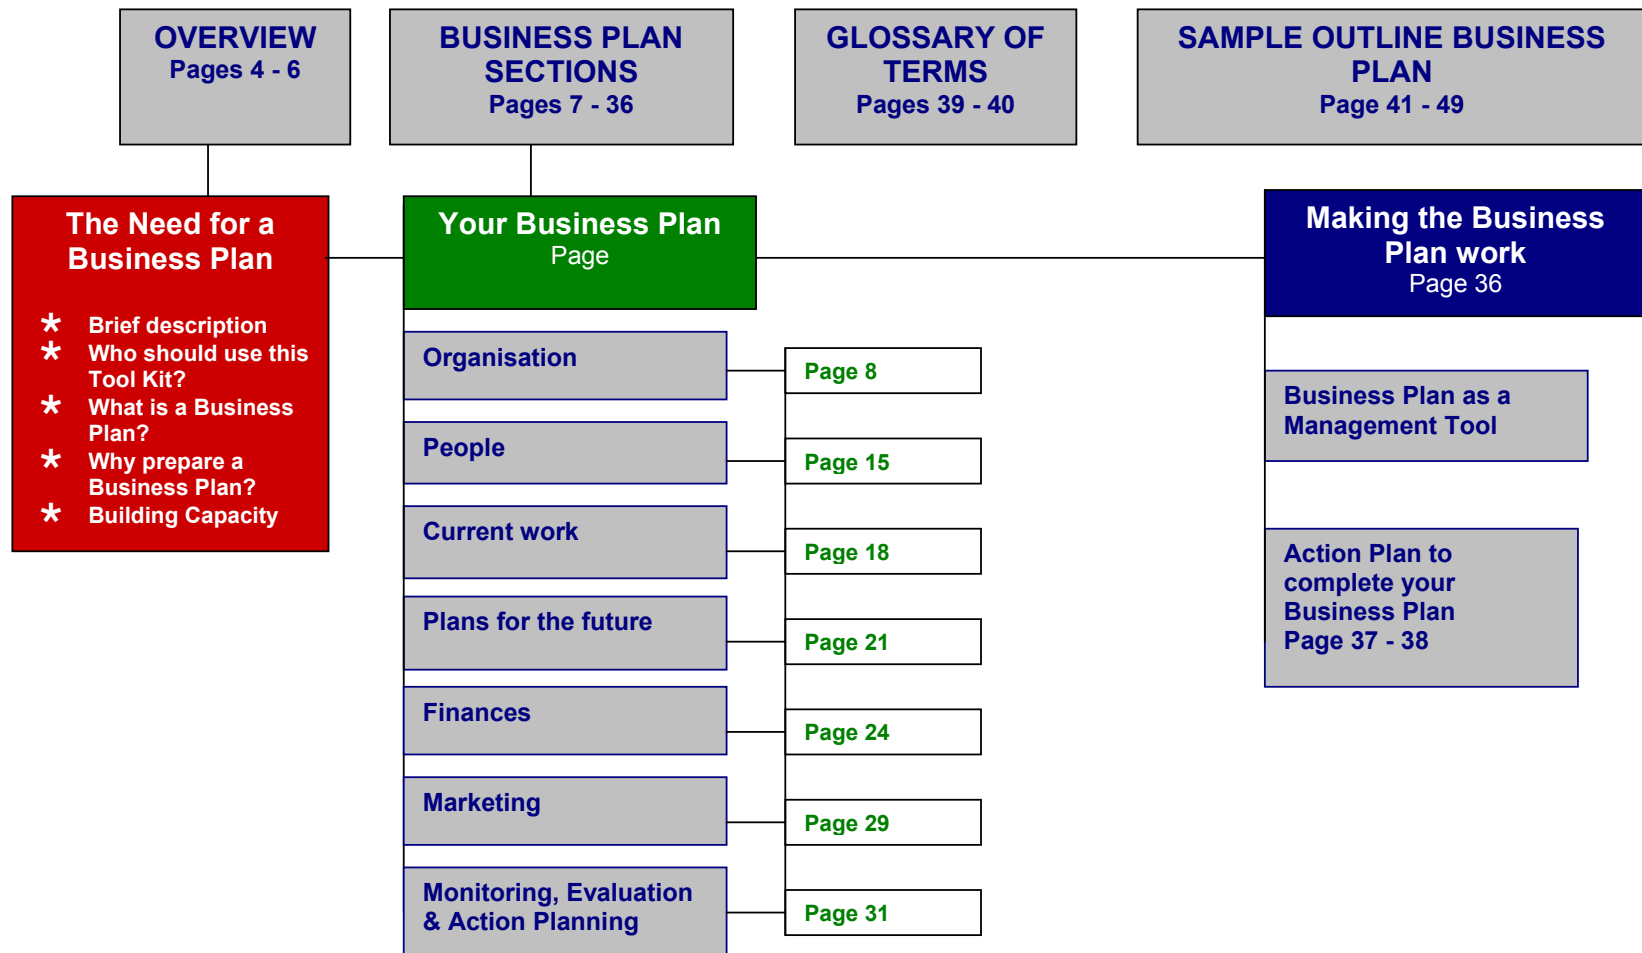 OVERVIEW
Pages 4 - 6
BUSINESS PLAN
SECTIONS
Pages 7 - 36
GLOSSARY OF
TERMS
Pages 39 - 40
SAMPLE OUTLINE BUSINESS
PLAN
Page 41 - 49
The Need for a
Business Plan
* Brief description
* Who should use this
Tool Kit?
* What is a Business
Plan?
* Why prepare a
Business Plan?
* Building Capacity
Your Business Plan
Page
Organisation
Page 8
People
Page 15
Current work
Page 18
Plans for the future
Page 21
Finances
Page 24
Marketing
Page 29
Monitoring, Evaluation
& Action Planning
Page 31
Making the Business
Plan work
Page 36
Business Plan as a
Management Tool
Action Plan to
complete your
Business Plan
Page 37 - 38